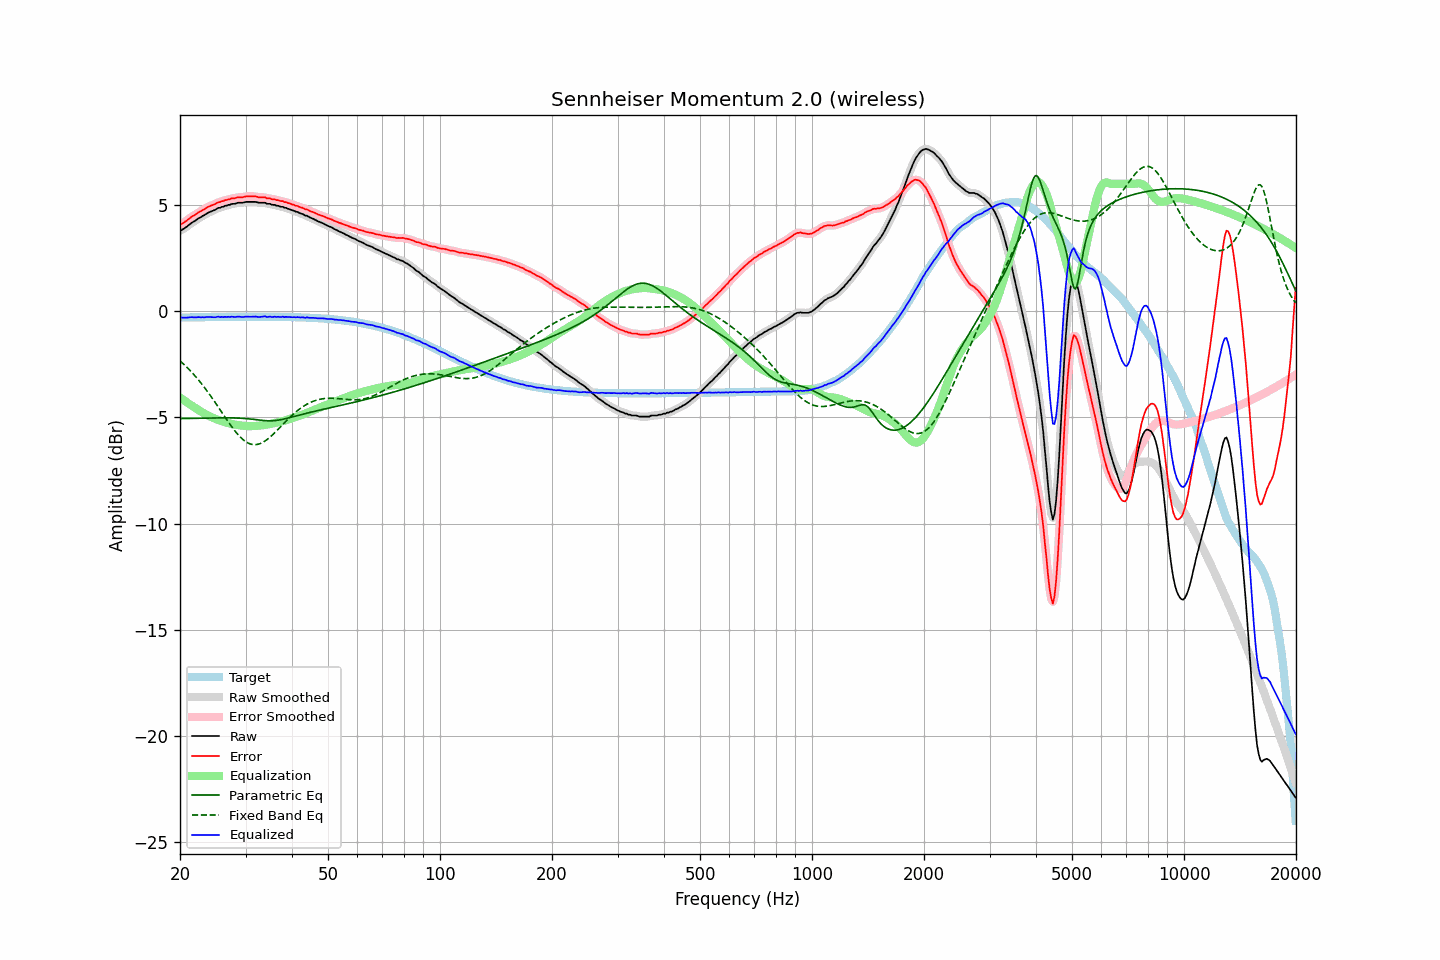 Sennheiser Momentum 2.0 (wireless)
Amplitude (dBr)
5
0
−5
−10
−15
−20
−25
Target
Raw Smoothed
Error Smoothed
Raw
Error
Equalization
Parametric Eq
Fixed Band Eq
Equalized
20 50 100 200 500 1000 2000 5000 10000 20000
Frequency (Hz)